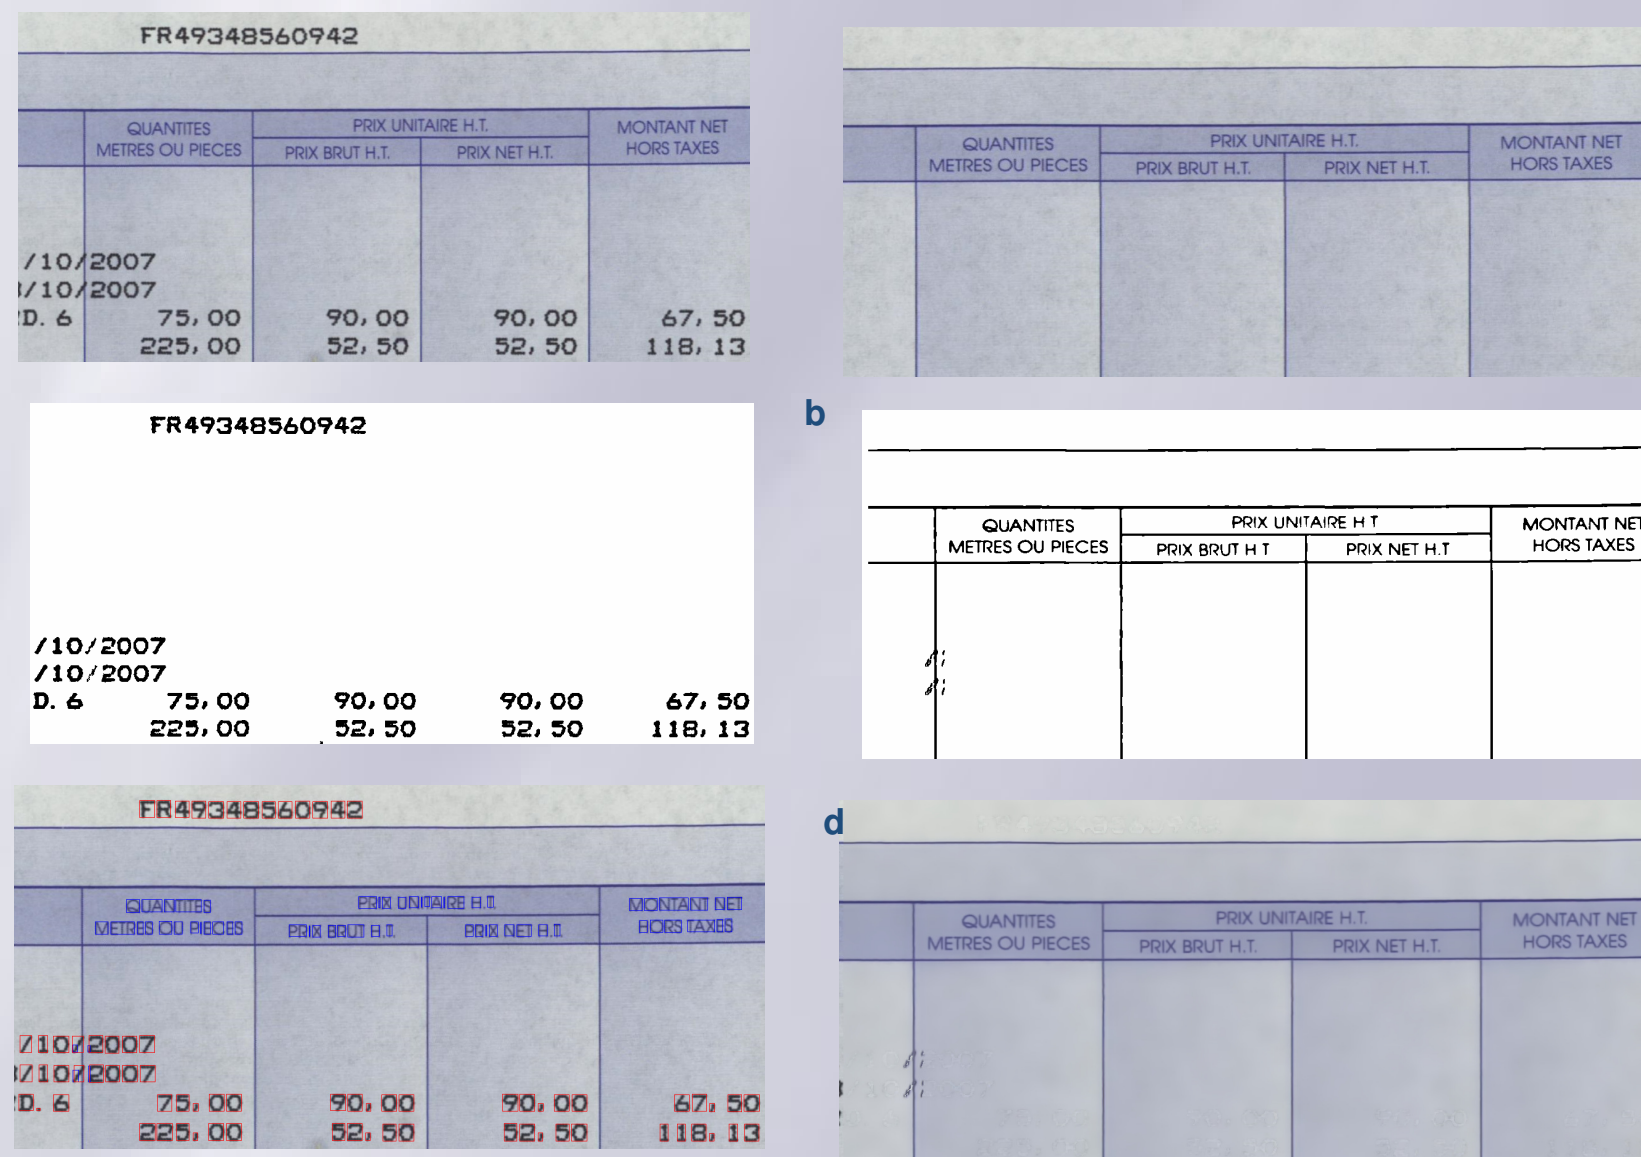 FR49348560942
QUANTITES
METRES OU PIECES
PRIX UNITAIRE H.T.
PRIX BRUT H.T. PRIX NET H.T.
MONTANT NET
HORS TAXES
/10/2007
/10/2007
D. 6 75,00 90,00 90,00 67,50
225,00 52,50 52,50 118,13
QUANTITES
METRES OU PIECES
PRIX UNITAIRE H.T.
PRIX BRUT H.T. PRIX NET H.T.
MONTANT NET
HORS TAXES
FR49348560942
/10/2007
/10/2007
D. 6 75,00 90,00 90,00 67,50
225,00 52,50 52,50 118,13
b
QUANTITES
METRES OU PIECES
PRIX UNITAIRE H T
PRIX BRUT H T PRIX NET H.T
MONTANT NET
HORS TAXES
FR49348560942
QUANTITES
METRES OU PIECES
PRIX UNITAIRE H.T.
PRIX BRUT H.T. PRIX NET H.T.
MONTANT NET
HORS TAXES
/10/2007
/10/2007
D. 6 75,00 90,00 90,00 67,50
225,00 52,50 52,50 118,13
d
QUANTITES
METRES OU PIECES
PRIX UNITAIRE H.T.
PRIX BRUT H.T. PRIX NET H.T.
MONTANT NET
HORS TAXES